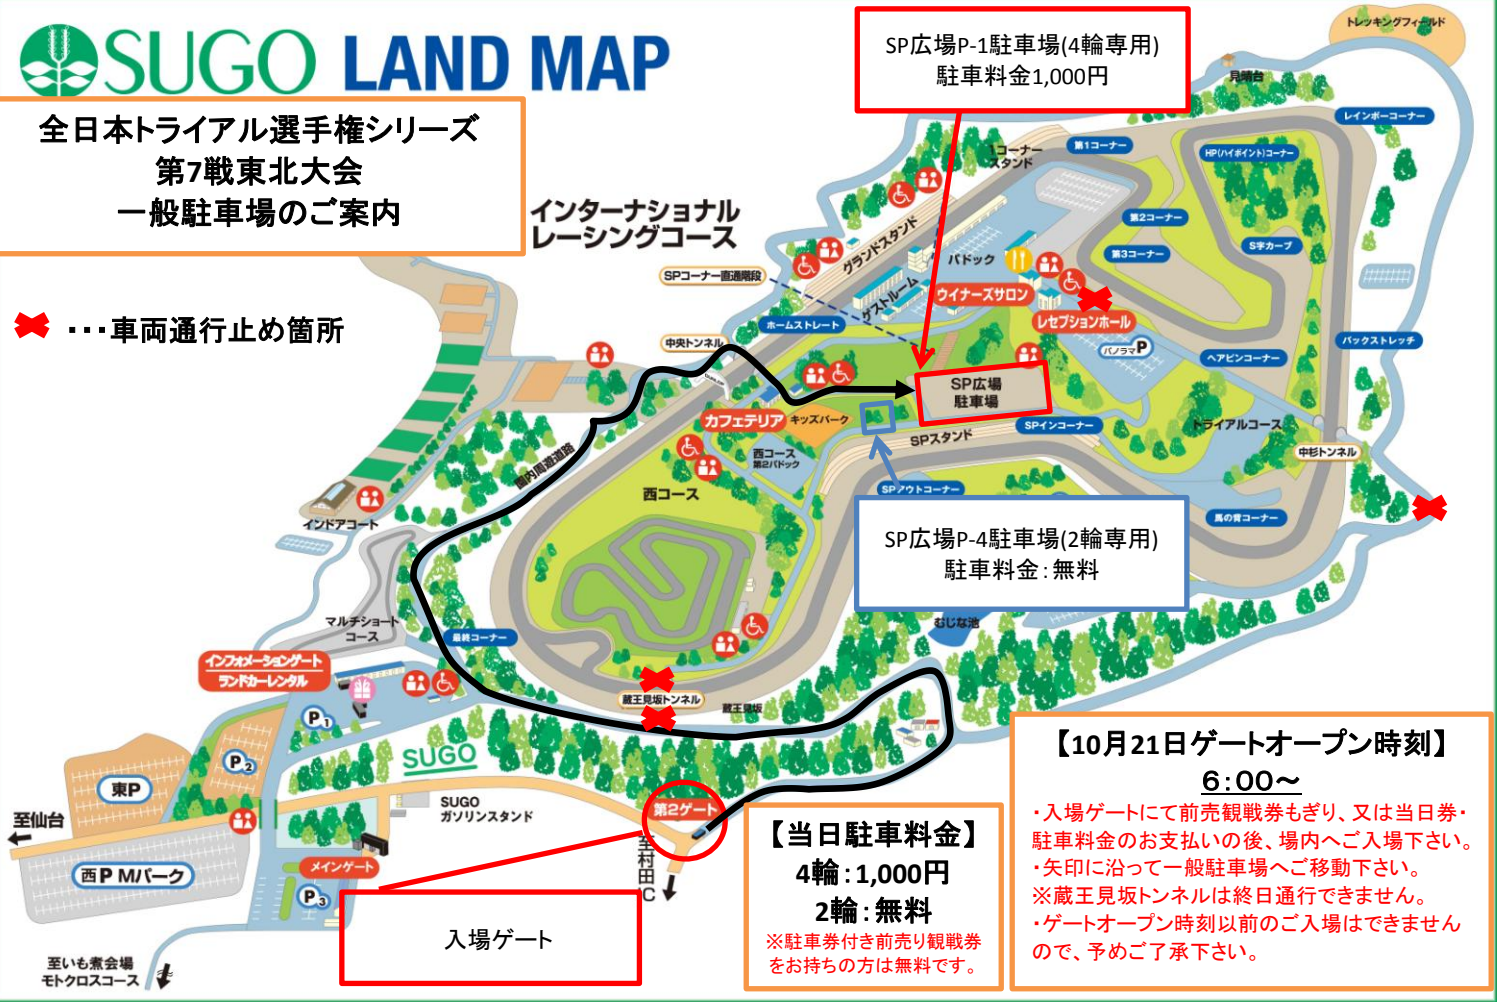 SUGO LAND MAP
全日本トライアル選手権シリーズ
第7戦東北大会
一般駐車場のご案内
・・・車両通行止め箇所
インターナショナル
レーシングコース
SP広場P-1駐車場(4輪専用)
駐車料金1,000円
トレッキングフィールド
見晴台
レインボーコーナー
1コーナー
スタンド
第1コーナー
HP(ハイポイント)コーナー
第2コーナー
第3コーナー
S字カーブ
グランドスタンド
パドック
SPコーナー直通階段
ゲストルーム
ウイナーズサロン
レセプションホール
ホームストレート
中央トンネル
パノラマP
ヘアピンコーナー
バックストレッチ
SP広場
駐車場
カフェテリア
キッズパーク
SPスタンド
SPインコーナー
トライアルコース
中杉トンネル
園内周遊道路
西コース
第2パドック
西コース
SPアウトコーナー
馬の背コーナー
インドアコート
SP広場P-4駐車場(2輪専用)
駐車料金:無料
むじな池
マルチショート
コース
最終コーナー
インフォメーションゲート
ランドカーレンタル
蔵王見坂トンネル
蔵王見坂
P1
P2
東P
SUGO
SUGO
ガソリンスタンド
第2ゲート
至仙台
西P Mパーク
メインゲート
P3
至村田IC
入場ゲート
至いも煮会場
モトクロスコース
【当日駐車料金】
4輪:1,000円
2輪:無料
※駐車券付き前売り観戦券
をお持ちの方は無料です。
【10月21日ゲートオープン時刻】
6:00～
・入場ゲートにて前売観戦券もぎり、又は当日券・
駐車料金のお支払いの後、場内へご入場下さい。
・矢印に沿って一般駐車場へご移動下さい。
※蔵王見坂トンネルは終日通行できません。
・ゲートオープン時刻以前のご入場はできません
ので、予めご了承下さい。